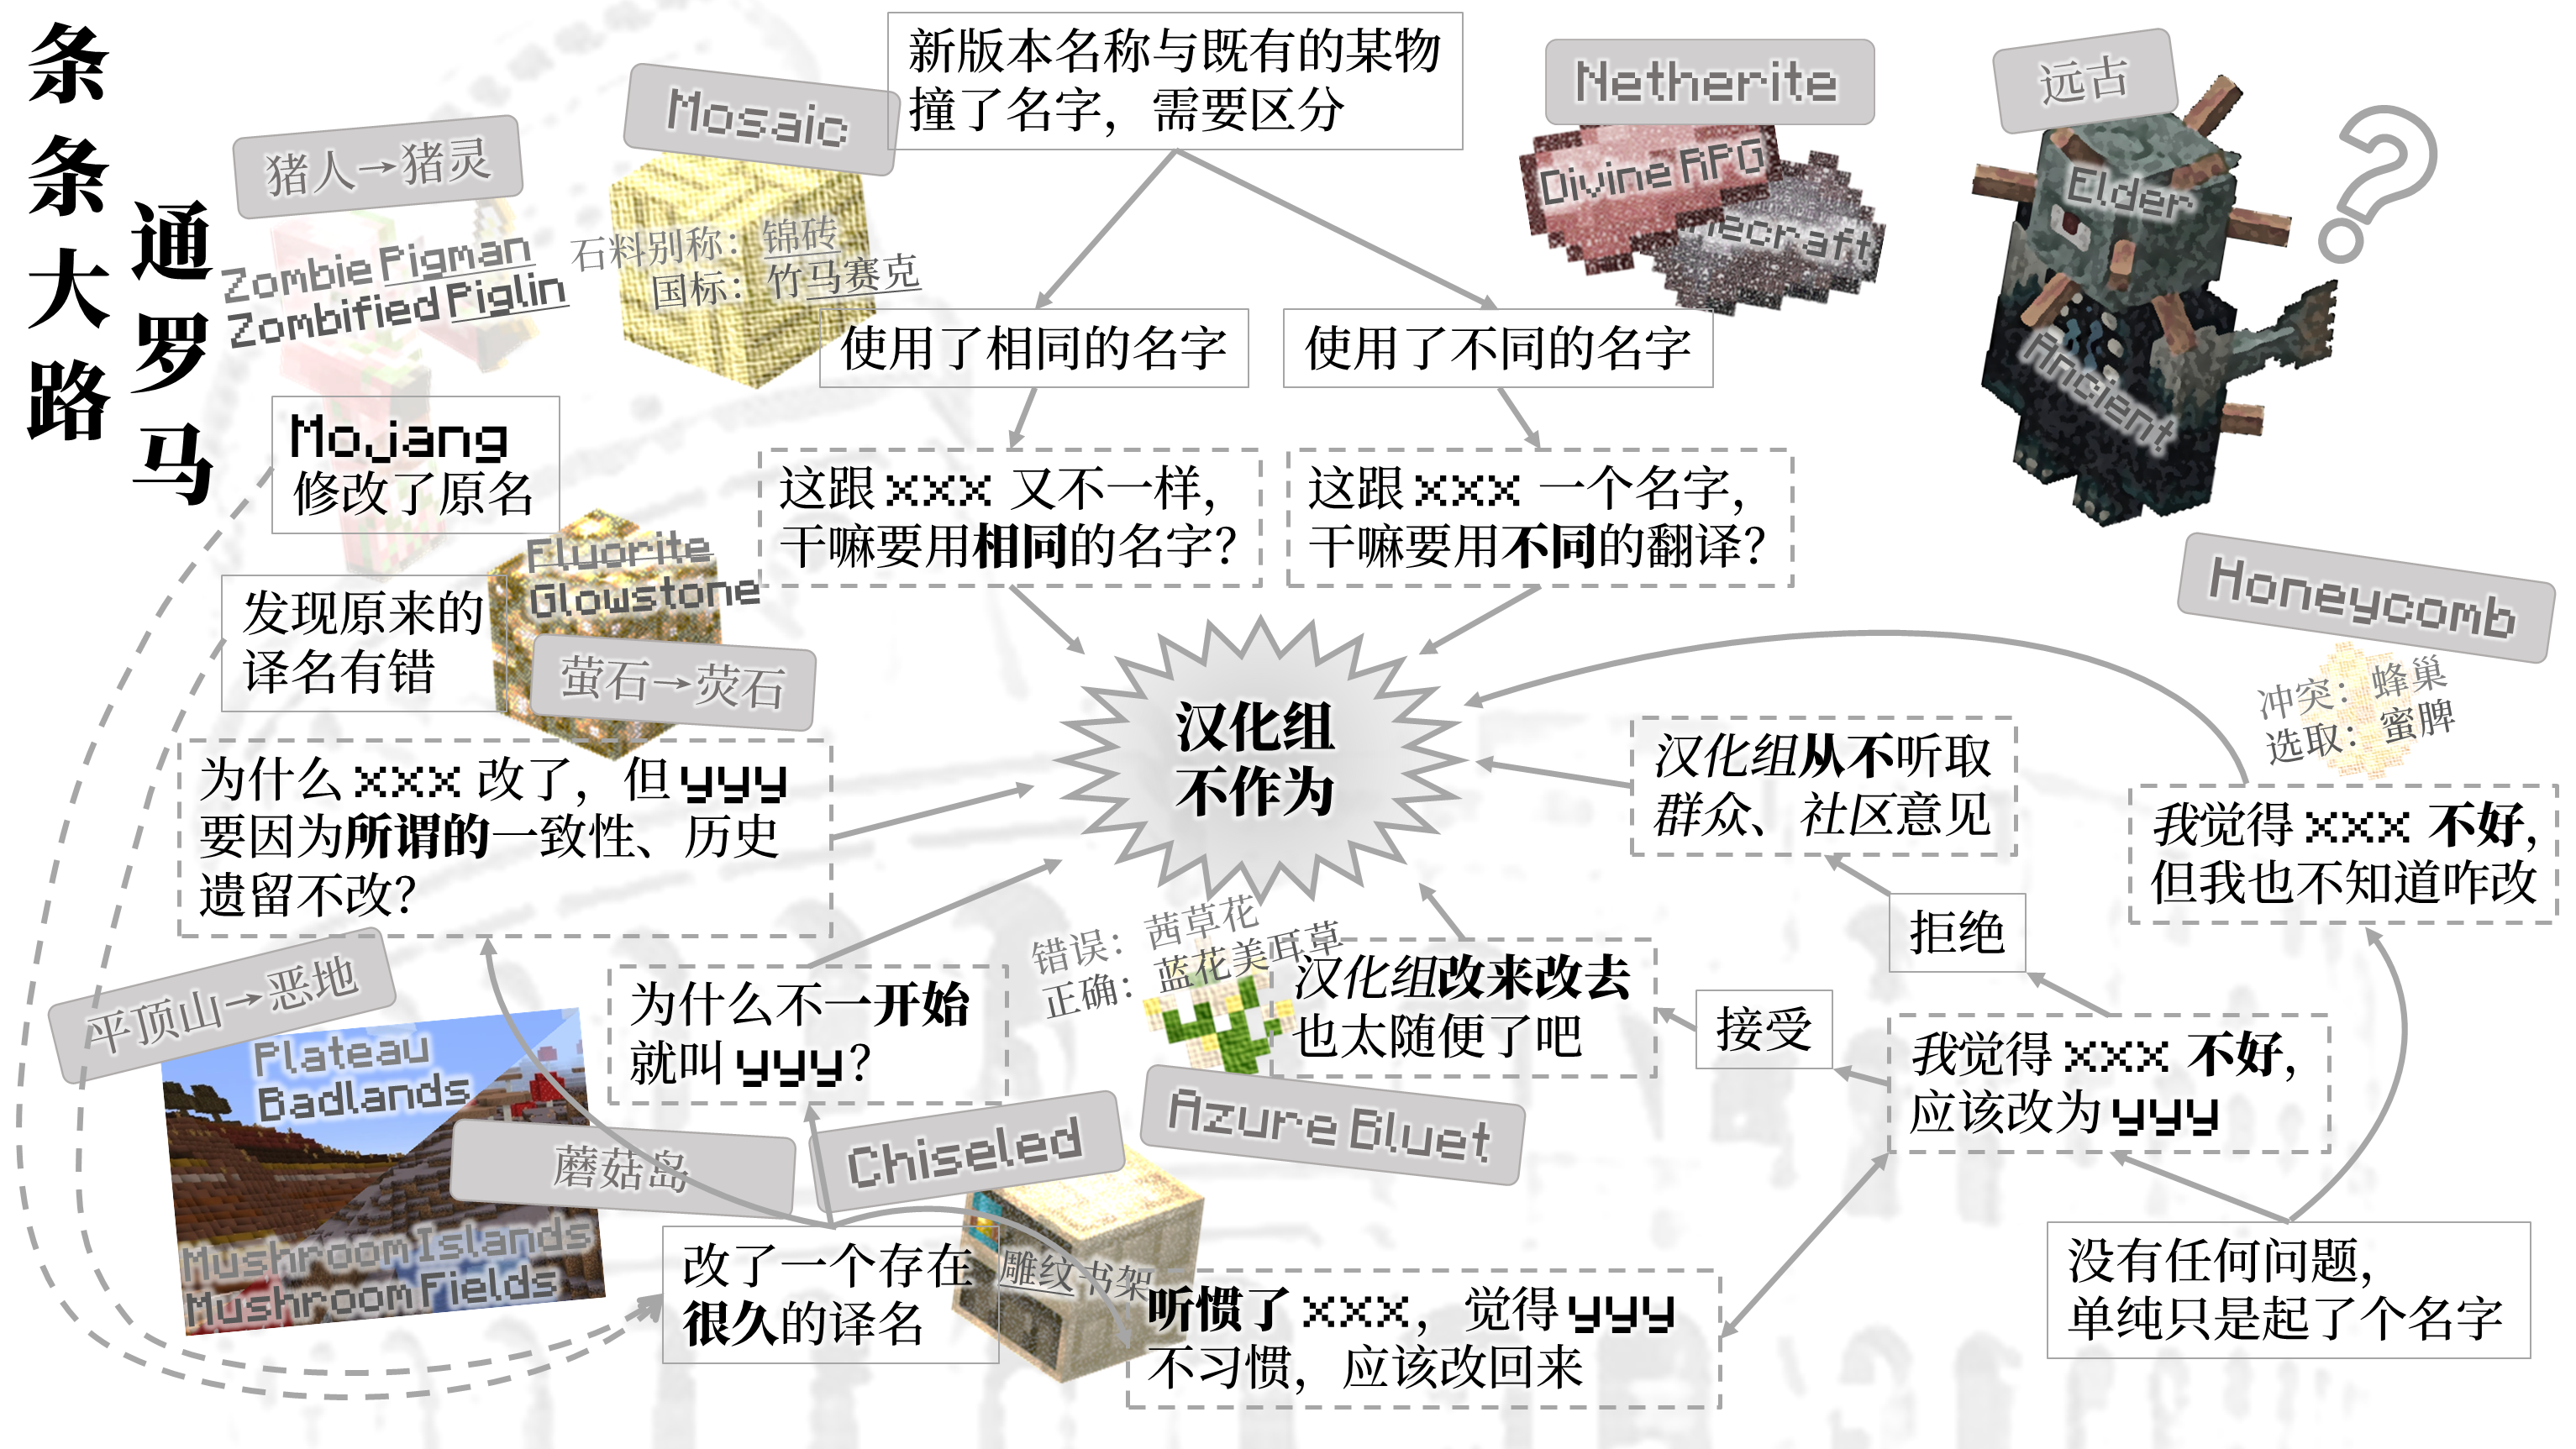 条条大路
通罗马
猪人→猪灵
Zombie Pigman
Zombified Piglin
Mosaic
石料别称：锦砖
国标：竹马赛克
新版本名称与既有的某物
撞了名字，需要区分
Netherite
Divine RPG
necraft
远古
Elder
Ancient
?
使用了相同的名字
使用了不同的名字
这跟 xxx 又不一样，
干嘛要用相同的名字？
这跟 xxx 一个名字，
干嘛要用不同的翻译？
Mojang
修改了原名
Fluorite
Glowstone
萤石→荧石
发现原来的
译名有错
为什么 xxx 改了，但 yyy
要因为所谓的一致性、历史
遗留不改？
汉化组
不作为
汉化组从不听取
群众、社区意见
Honeycomb
冲突：蜂巢
选取：蜜脾
我觉得 xxx 不好，
但我也不知道咋改
拒绝
平顶山→恶地
Plateau
Badlands
蘑菇岛
Mushroom Islands
Mushroom Fields
为什么不一开始
就叫 yyy？
错误：茜草花
正确：蓝花美耳草
汉化组改来改去
也太随便了吧
接受
Azure Bluet
我觉得 xxx 不好，
应该改为 yyy
Chiseled
雕纹书架
改了一个存在
很久的译名
听惯了 xxx，觉得 yyy
不习惯，应该改回来
没有任何问题，
单纯只是起了个名字